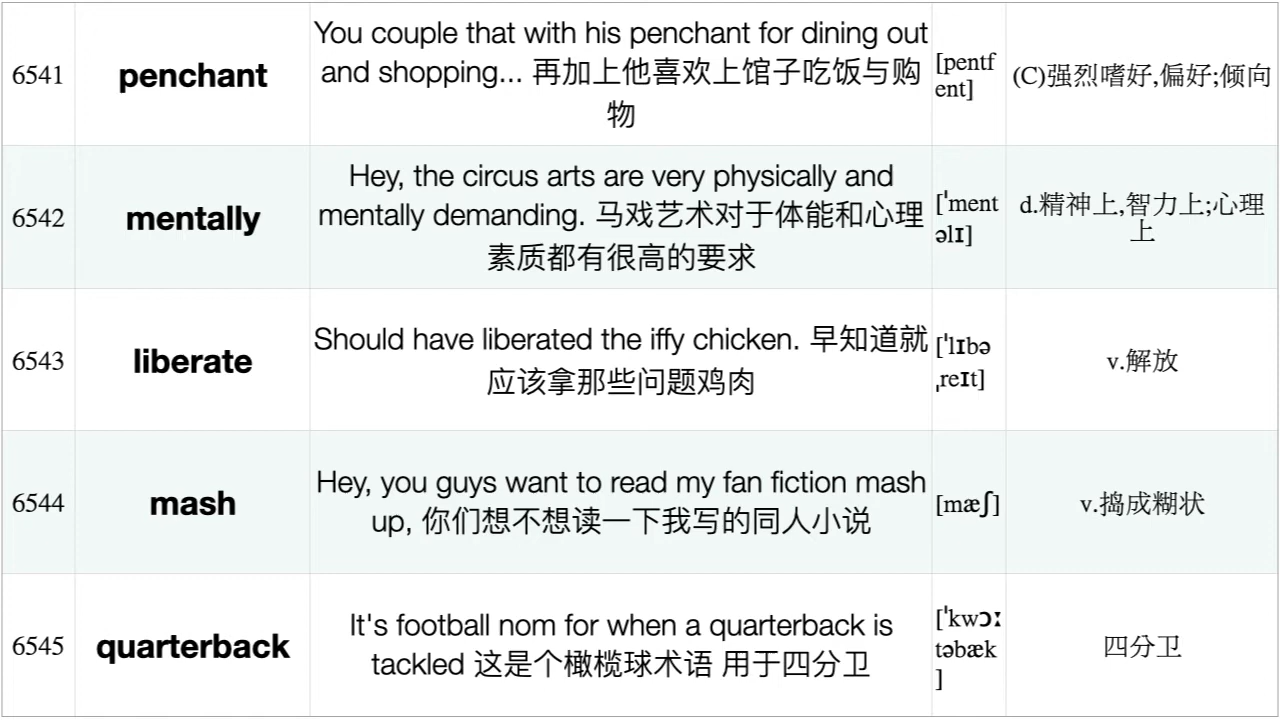 6541
penchant
You couple that with his penchant for dining out
and shopping... 再加上他喜欢上馆子吃饭与购
物
[pentf
ent]
(C)强烈嗜好,偏好;倾向
6542
mentally
Hey, the circus arts are very physically and
mentally demanding. 马戏艺术对于体能和心理
素质都有很高的要求
[ˈment
əlɪ]
d.精神上,智力上;心理
上
6543
liberate
Should have liberated the iffy chicken. 早知道就
应该拿那些问题鸡肉
[ˈlɪbə
ˌreɪt]
v.解放
6544
mash
Hey, you guys want to read my fan fiction mash
up, 你们想不想读一下我写的同人小说
[mæʃ]
v.捣成糊状
6545
quarterback
It's football nom for when a quarterback is
tackled 这是个橄榄球术语 用于四分卫
[ˈkwɔː
təbæk
]
四分卫